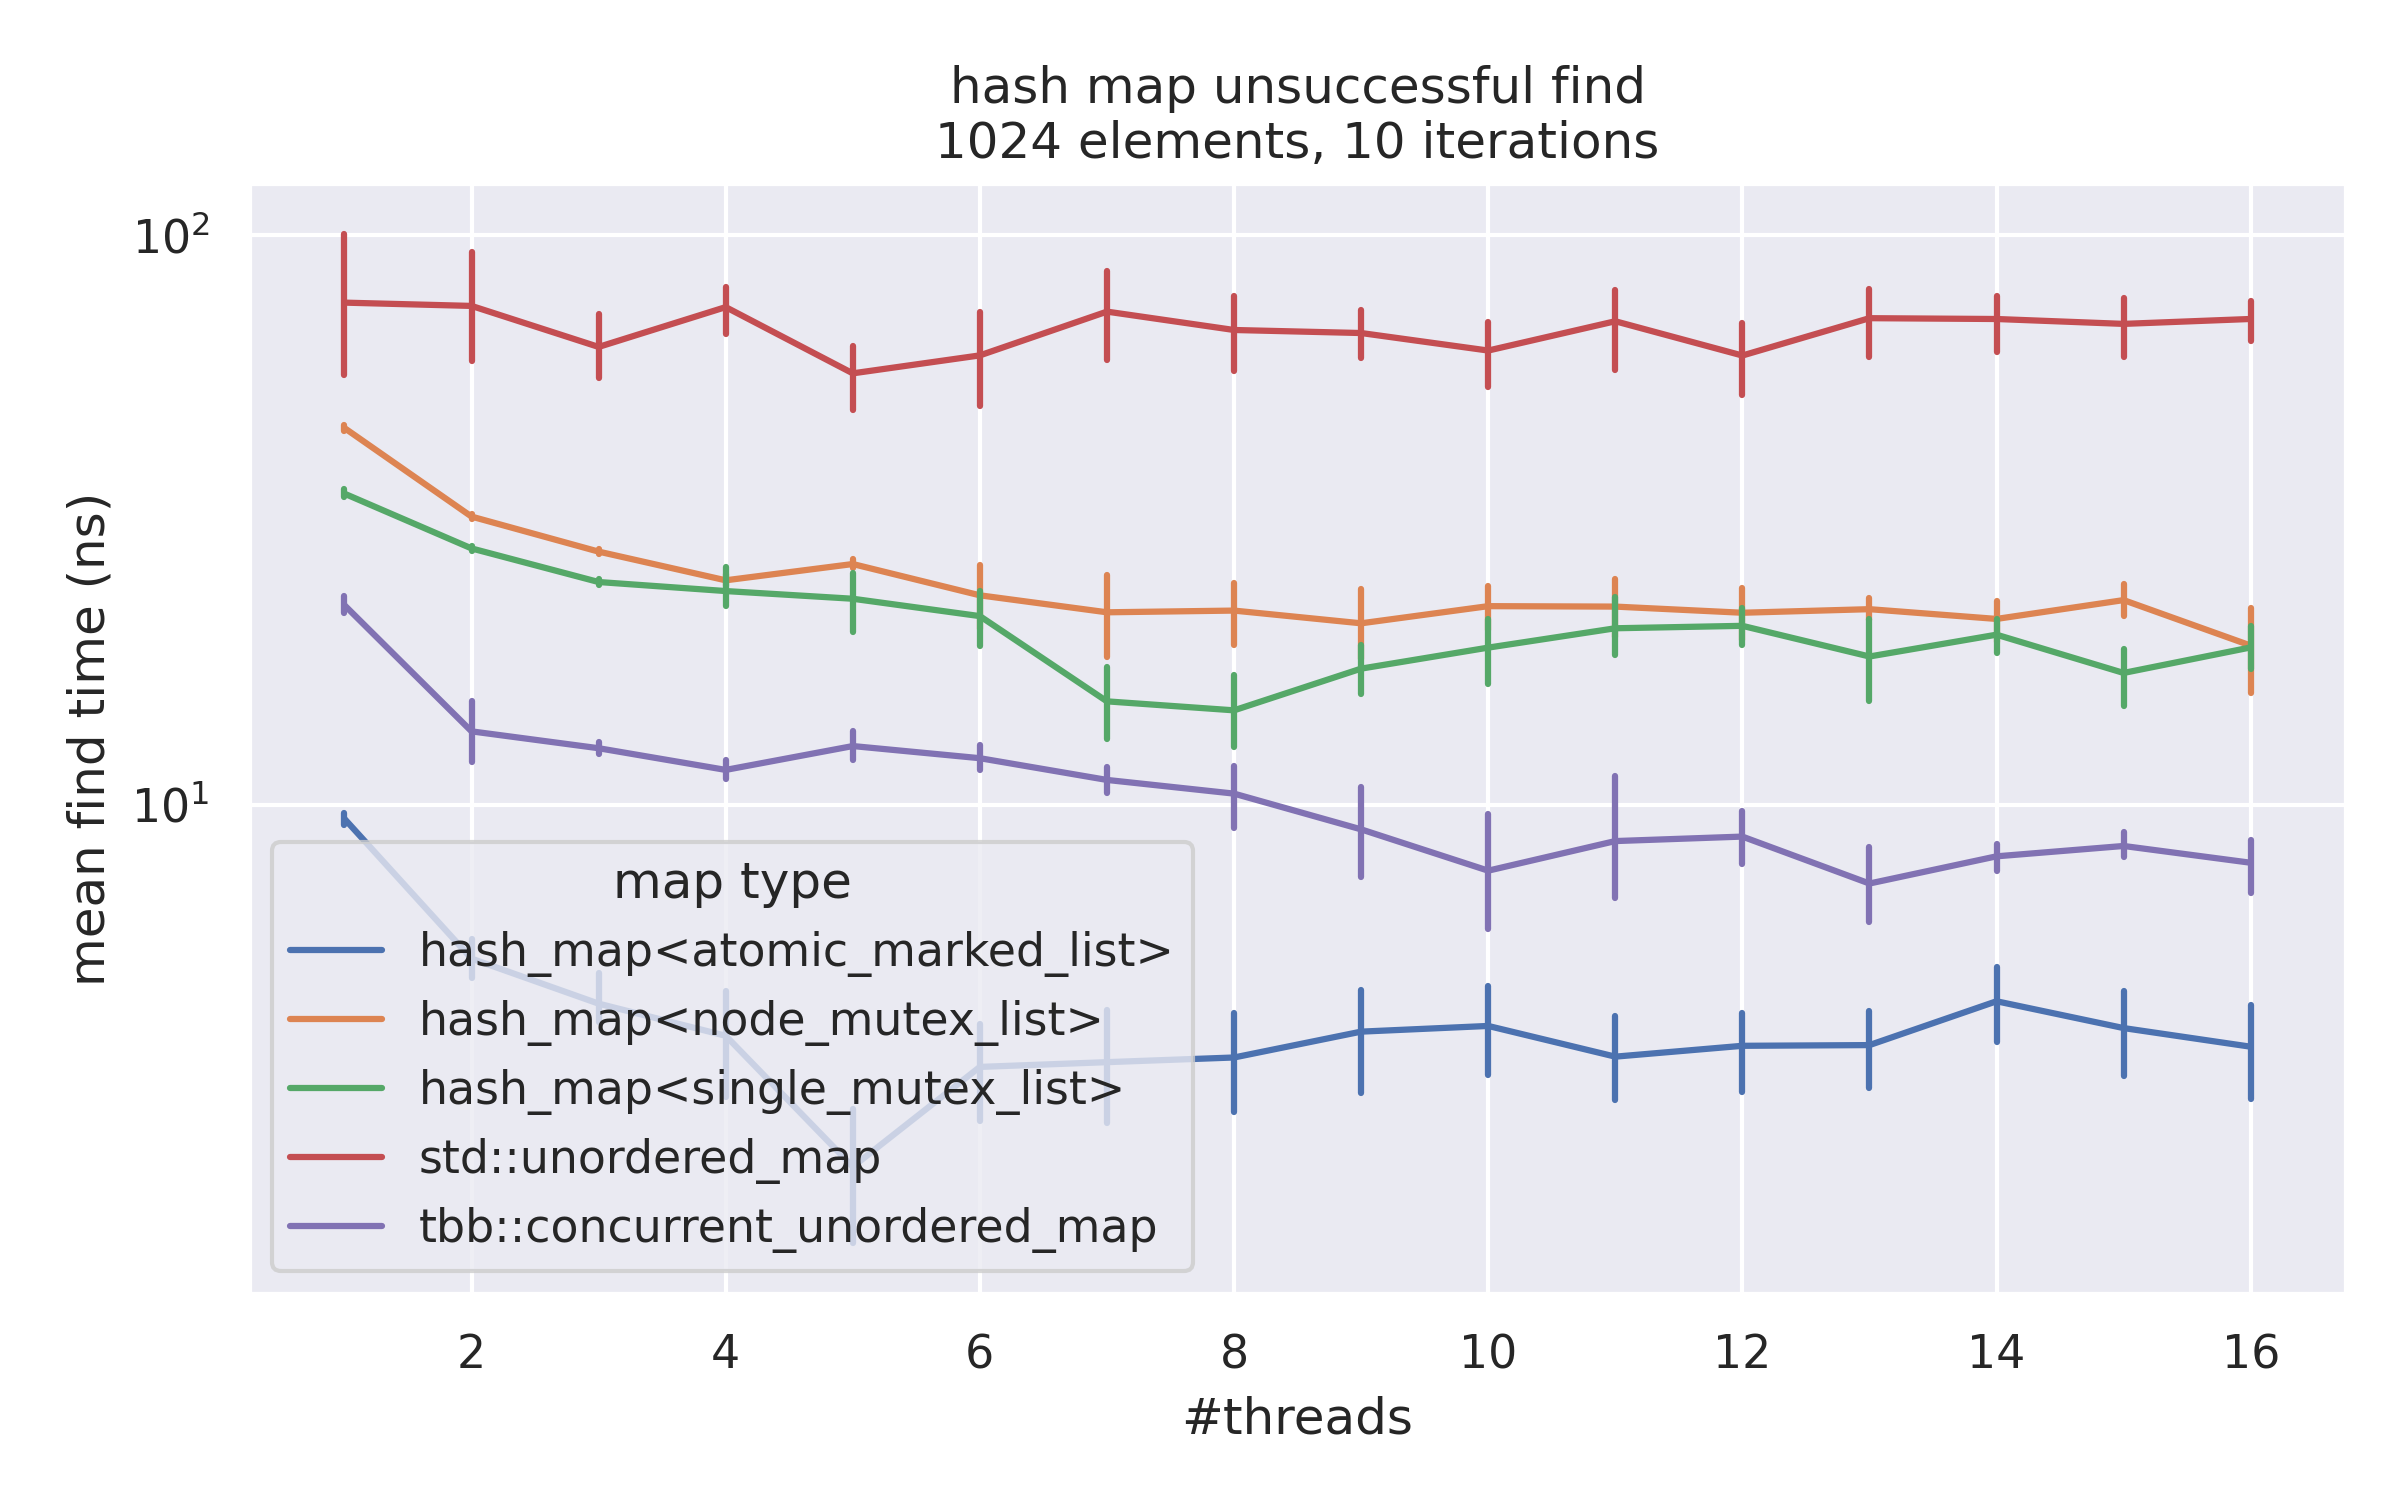 hash map unsuccessful find
1024 elements, 10 iterations
mean find time (ns)
10²
10¹
map type
hash_map<atomic_marked_list>
hash_map<node_mutex_list>
hash_map<single_mutex_list>
std::unordered_map
tbb::concurrent_unordered_map
2 4 6 8 10 12 14 16
#threads